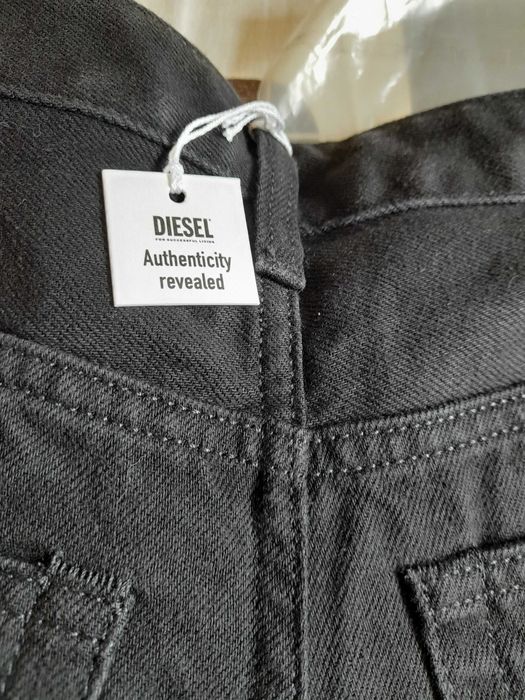 DIESEL
FOR SUCCESSFUL LIVING
Authenticity
revealed